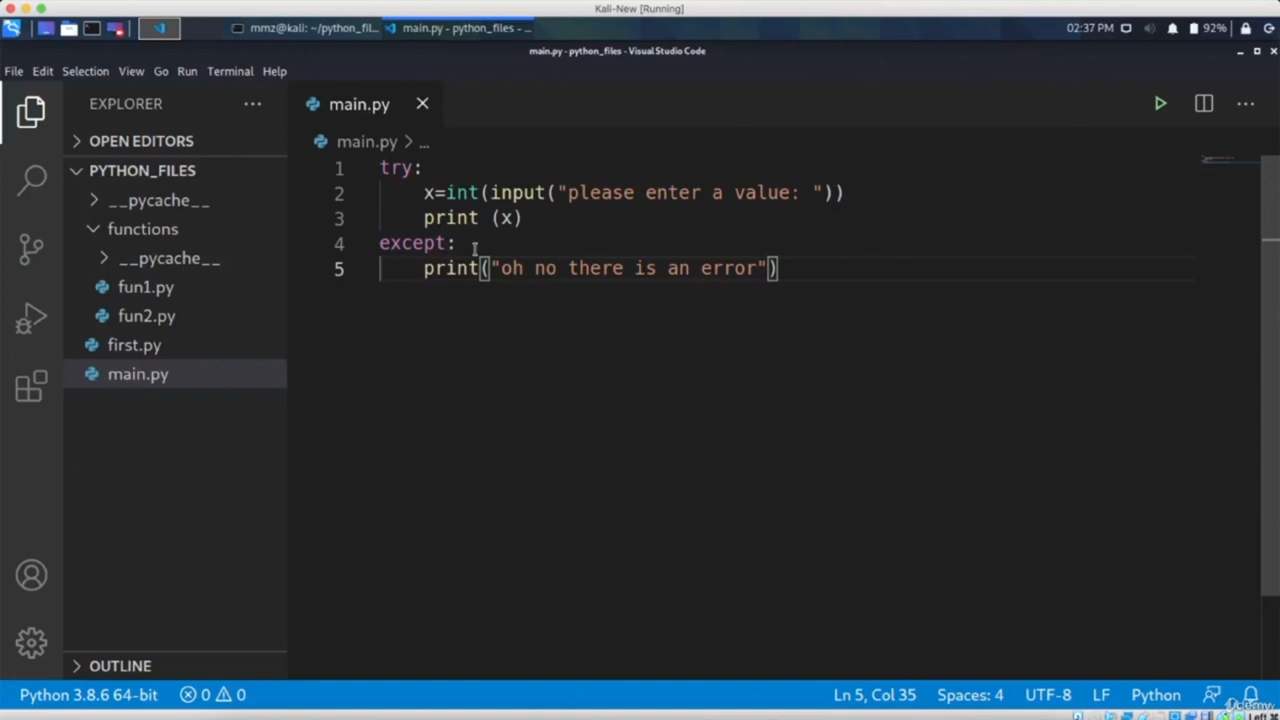 Kali-New [Running]
mmz@kali: ~/python_fil... main.py - python_files - ... 02:37 PM 92%
main.py - python_files - Visual Studio Code
File Edit Selection View Go Run Terminal Help
EXPLORER ...
main.py
OPEN EDITORS
main.py > ...
PYTHON_FILES
__pycache__
functions
__pycache__
fun1.py
fun2.py
first.py
main.py
OUTLINE
1 try:
2 x=int(input("please enter a value: "))
3 print (x)
4 except:
5 print("oh no there is an error")
Python 3.8.6 64-bit 0 0 Ln 5, Col 35 Spaces: 4 UTF-8 LF Python
Udemy
Left ⌘